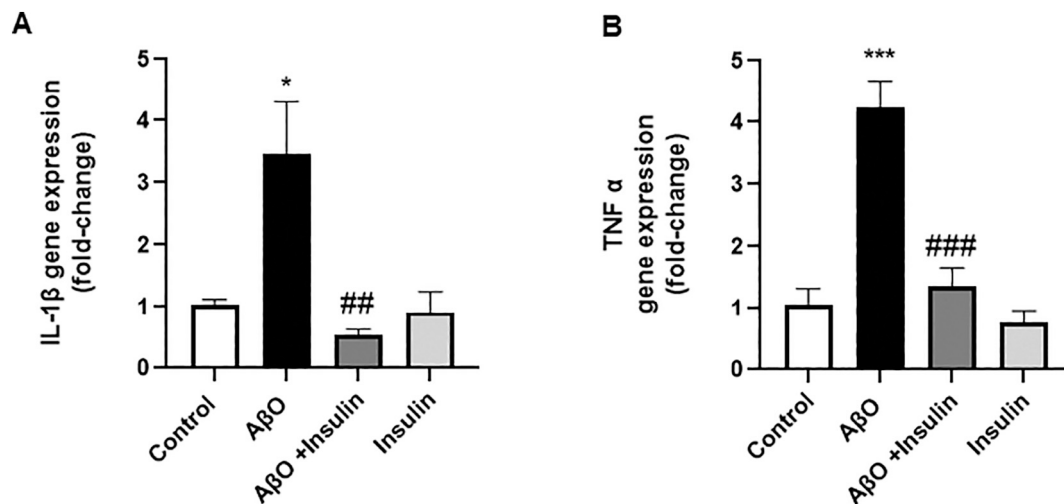 A
IL-1β gene expression
(fold-change)
5
4
3
2
1
0
*
##
Control
AβO
AβO +Insulin
Insulin
B
TNF α
gene expression
(fold-change)
5
4
3
2
1
0
***
###
Control
AβO
AβO +Insulin
Insulin